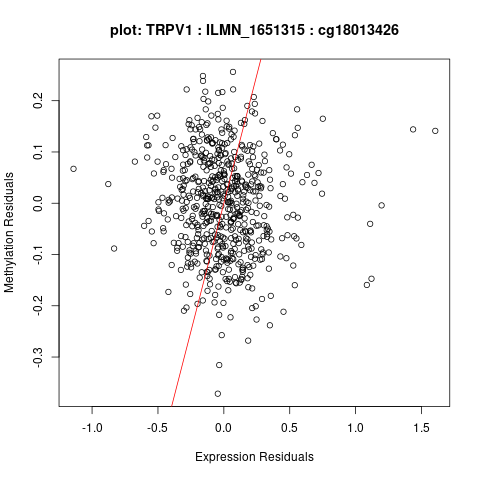 plot: TRPV1 : ILMN_1651315 : cg18013426
0.2
0.1
0.0
-0.1
-0.2
-0.3
Methylation Residuals
-1.0 -0.5 0.0 0.5 1.0 1.5
Expression Residuals